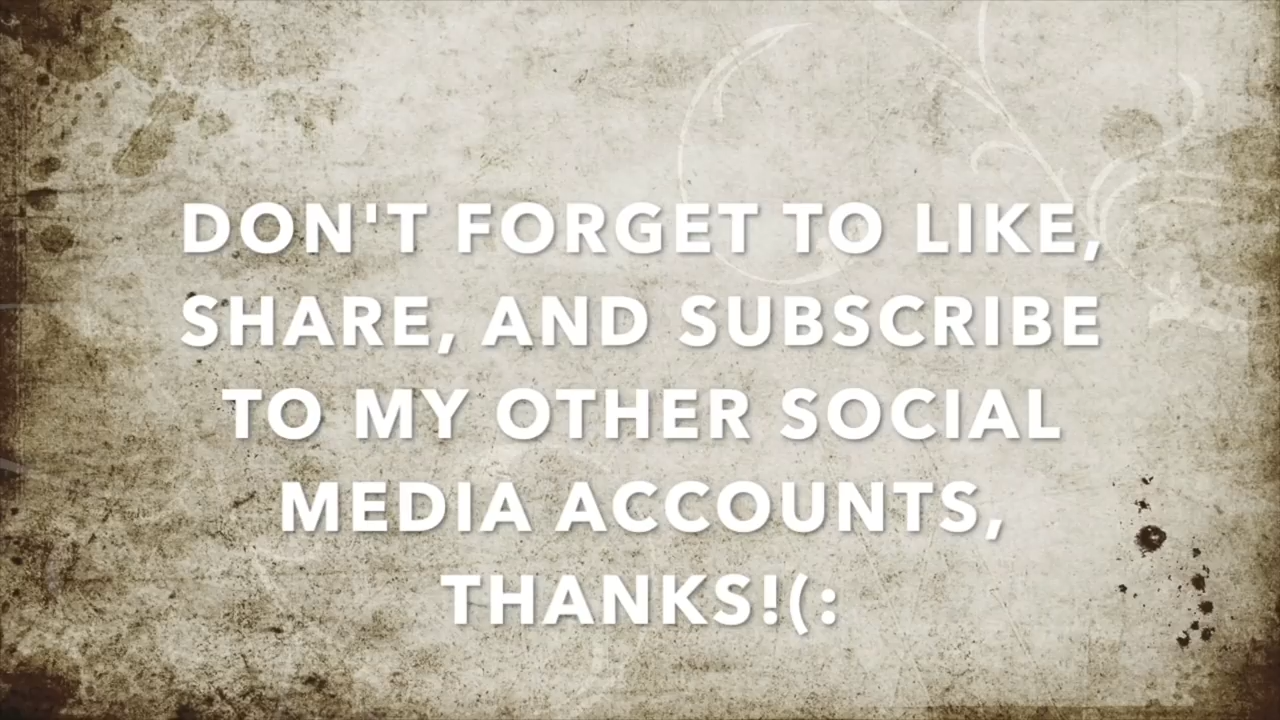 DON'T FORGET TO LIKE,
SHARE, AND SUBSCRIBE
TO MY OTHER SOCIAL
MEDIA ACCOUNTS,
THANKS!(: